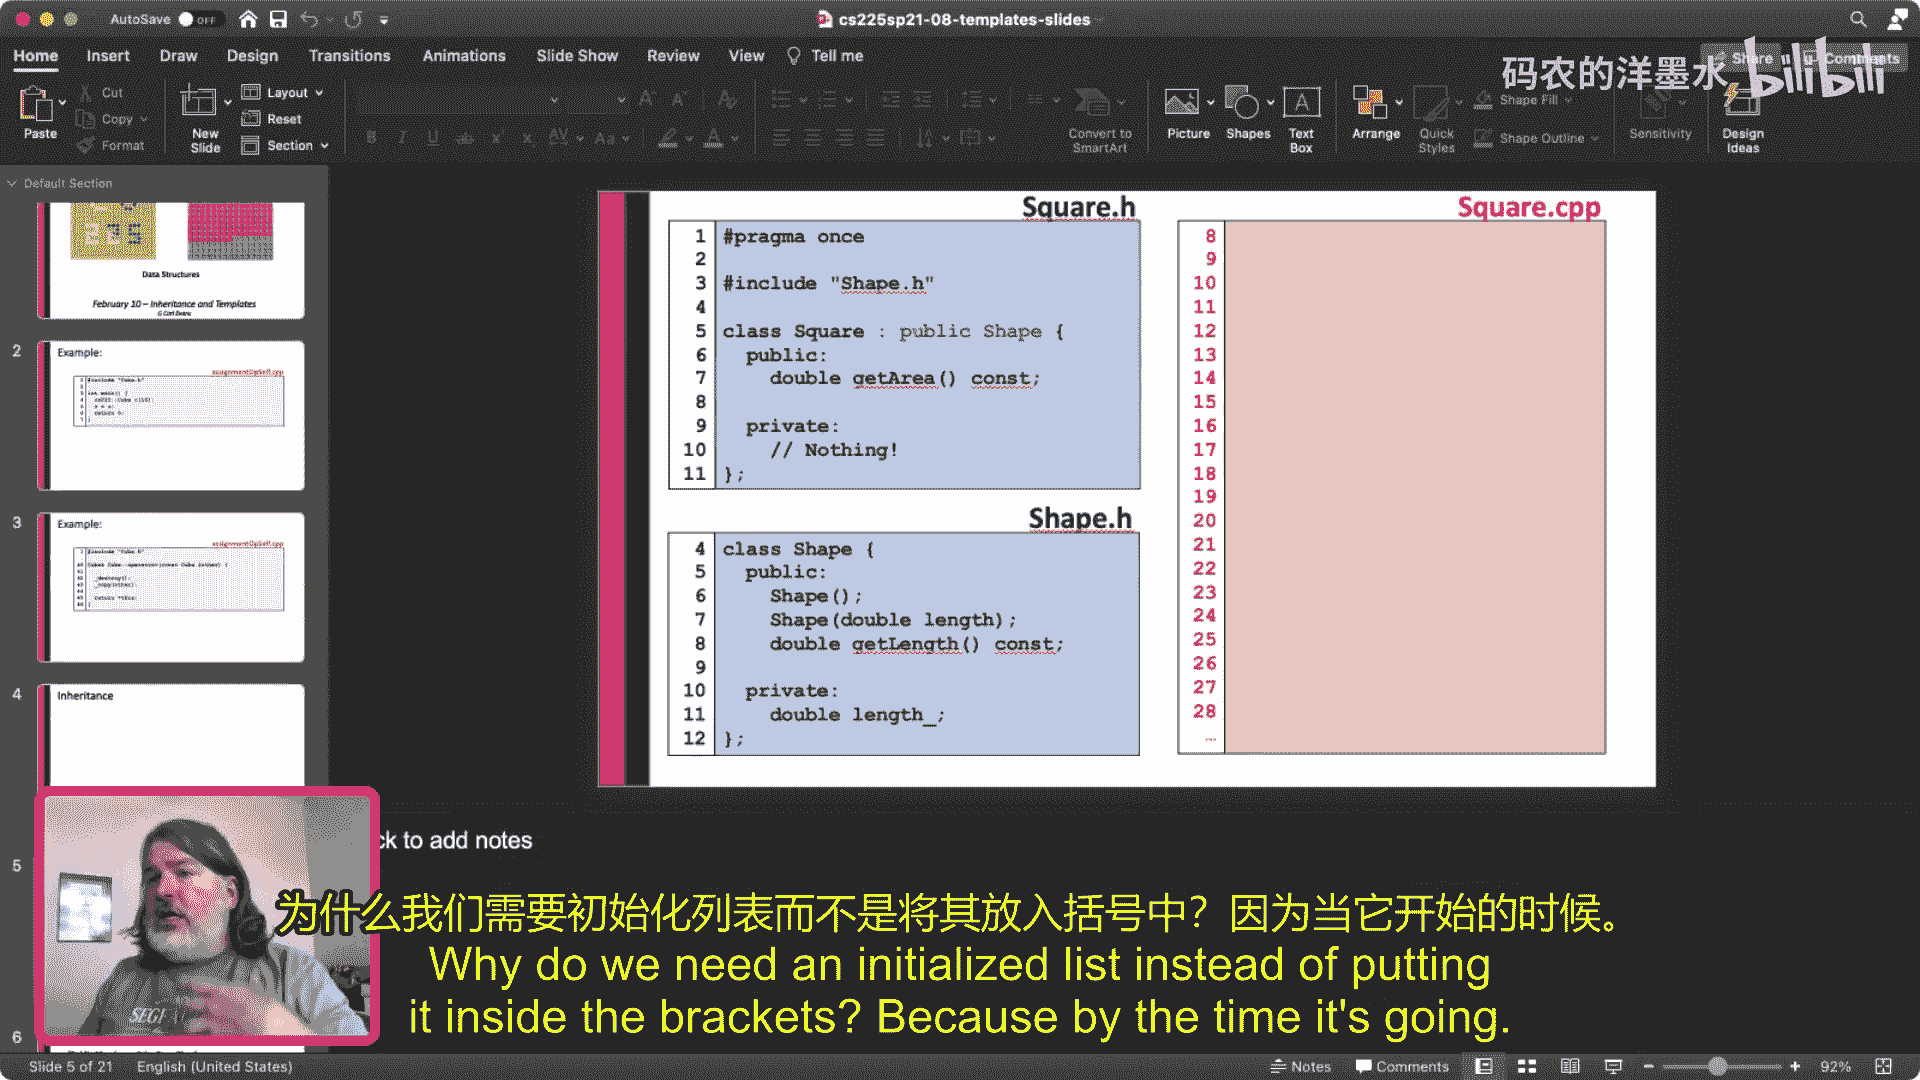 AutoSave OFF
cs225sp21-08-templates-slides
Home Insert Draw Design Transitions Animations Slide Show Review View Tell me
Share Comments
码农的洋墨水 bilibili
Paste
Cut
Copy
Format
New Slide
Layout
Reset
Section
Convert to SmartArt
Picture
Shapes
Text Box
Arrange
Quick Styles
Shape Fill
Shape Outline
Sensitivity
Design Ideas
Default Section
Data Structures
February 10 – Inheritance and Templates
G Carl Evans
2
Example:
assignmentOpSelf.cpp
3
Example:
assignmentOpSelf.cpp
4
Inheritance
5
6
Square.h
1 #pragma once
2
3 #include "Shape.h"
4
5 class Square : public Shape {
6 public:
7 double getArea() const;
8
9 private:
10 // Nothing!
11 };
Shape.h
4 class Shape {
5 public:
6 Shape();
7 Shape(double length);
8 double getLength() const;
9
10 private:
11 double length_;
12 };
Square.cpp
8
9
10
11
12
13
14
15
16
17
18
19
20
21
22
23
24
25
26
27
28
...
ck to add notes
为什么我们需要初始化列表而不是将其放入括号中？因为当它开始的时候。
Why do we need an initialized list instead of putting
it inside the brackets? Because by the time it's going.
Slide 5 of 21 English (United States)
Notes Comments 92%